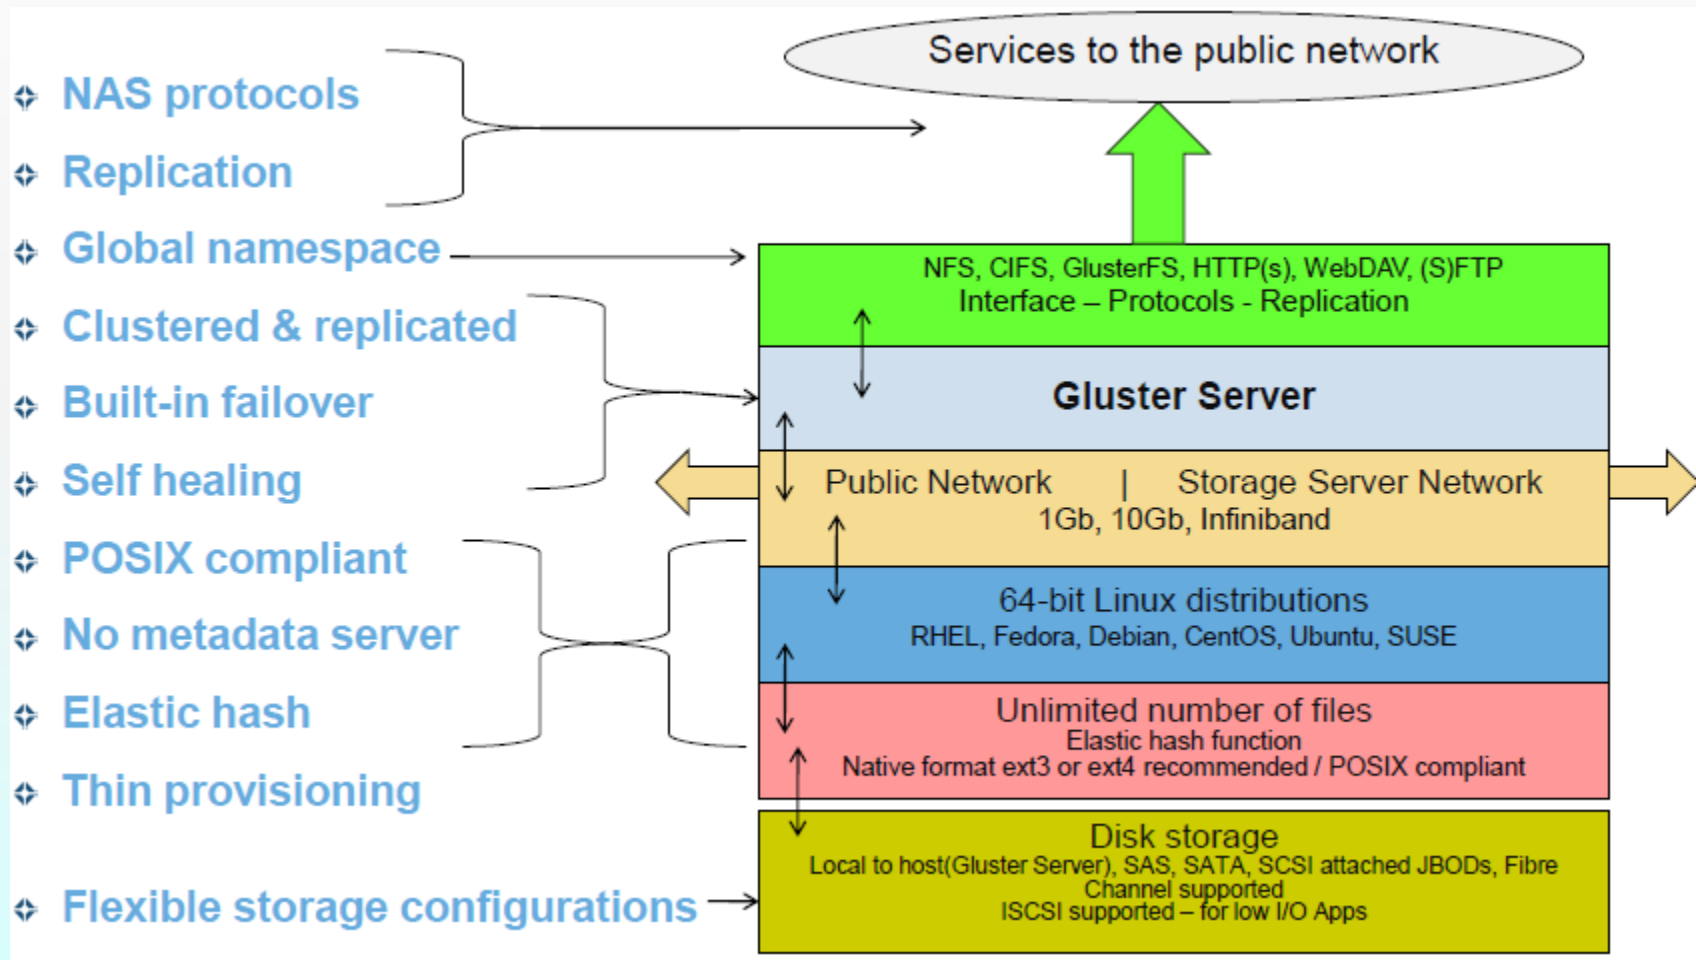 NAS protocols
Replication
Global namespace
Clustered & replicated
Built-in failover
Self healing
POSIX compliant
No metadata server
Elastic hash
Thin provisioning
Flexible storage configurations
Services to the public network
NFS, CIFS, GlusterFS, HTTP(s), WebDAV, (S)FTP
Interface – Protocols - Replication
Gluster Server
Public Network | Storage Server Network
1Gb, 10Gb, Infiniband
64-bit Linux distributions
RHEL, Fedora, Debian, CentOS, Ubuntu, SUSE
Unlimited number of files
Elastic hash function
Native format ext3 or ext4 recommended / POSIX compliant
Disk storage
Local to host(Gluster Server), SAS, SATA, SCSI attached JBODs, Fibre
Channel supported
ISCSI supported – for low I/O Apps